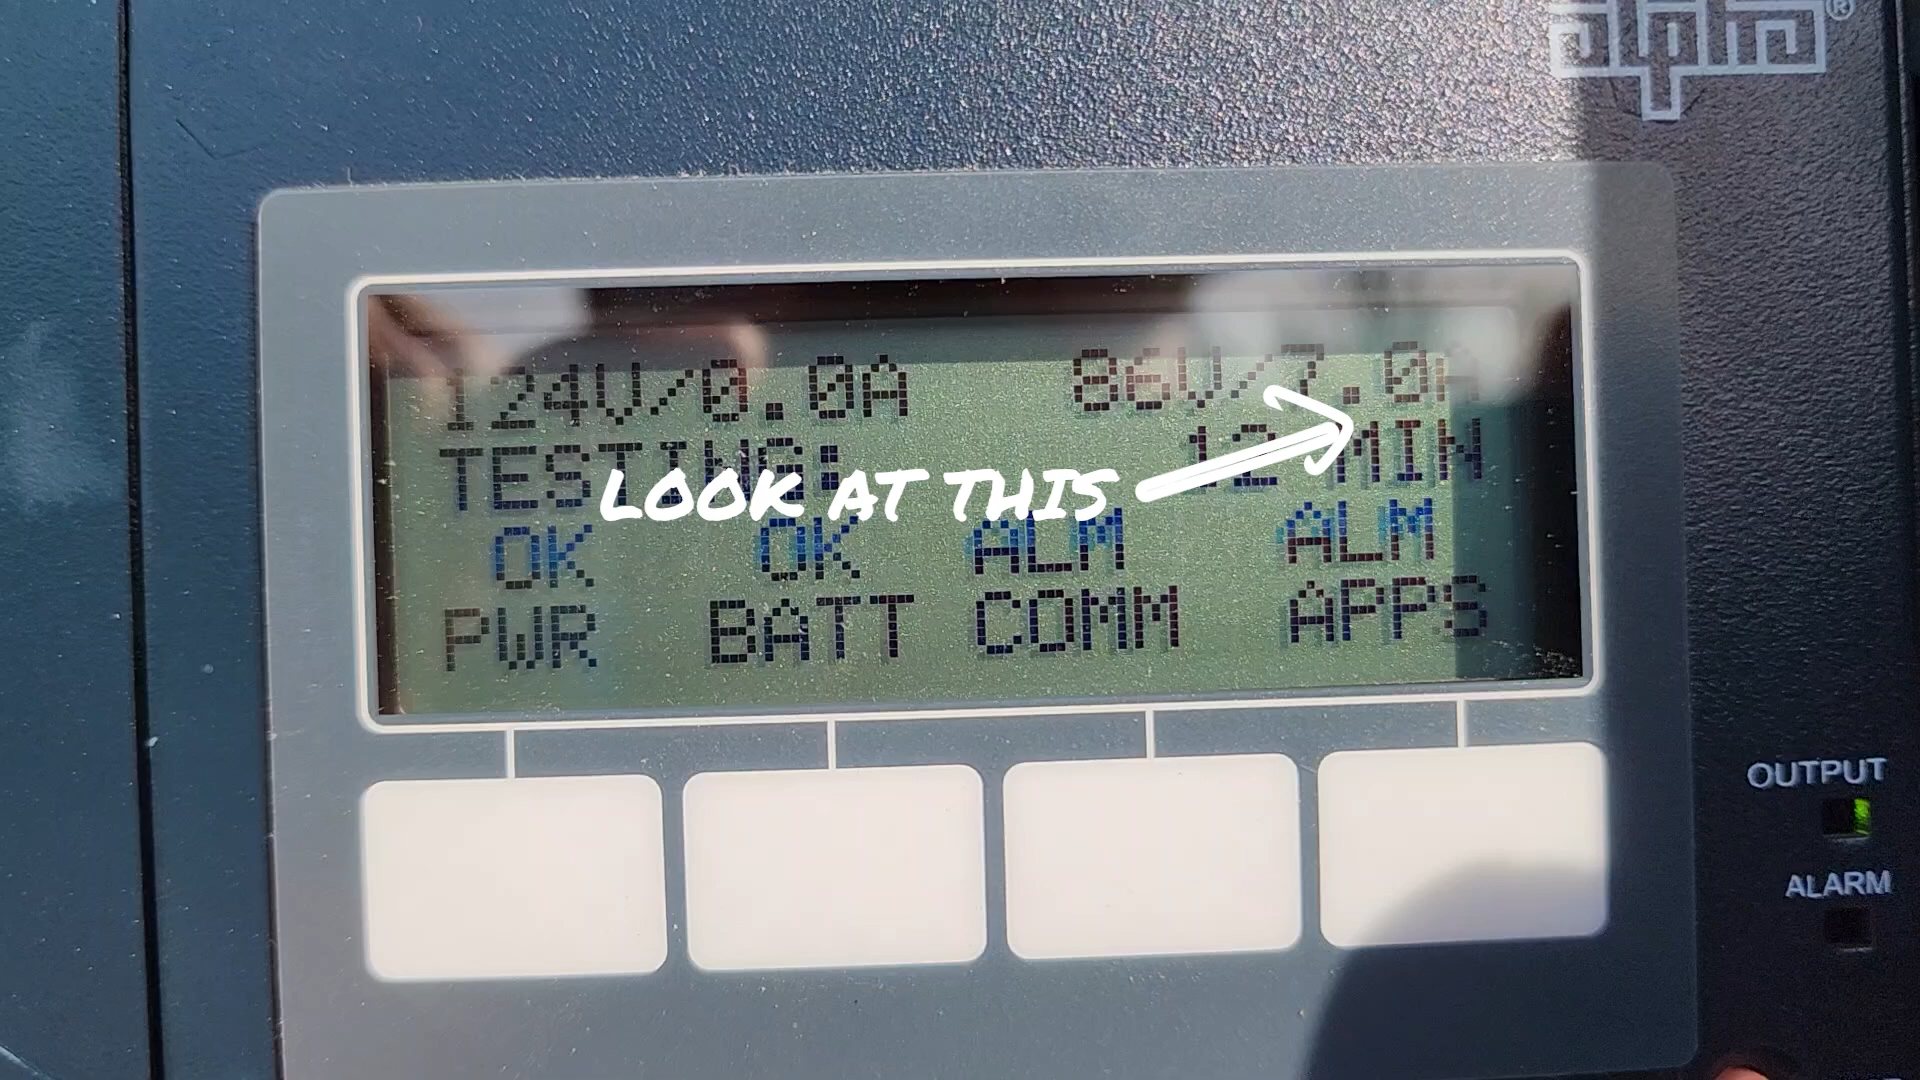 alpha®
124V/0.0A 86V/7.0A
TESTING: 12 MIN
LOOK AT THIS
OK OK ALM ALM
PWR BATT COMM APPS
OUTPUT
ALARM